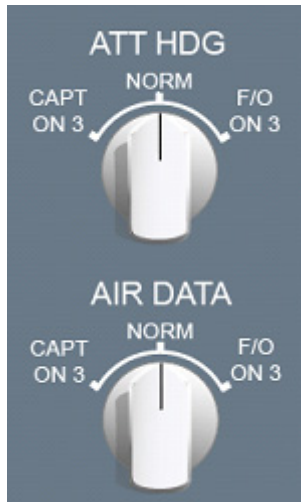 ATT HDG
NORM
CAPT
ON 3
F/O
ON 3
AIR DATA
NORM
CAPT
ON 3
F/O
ON 3